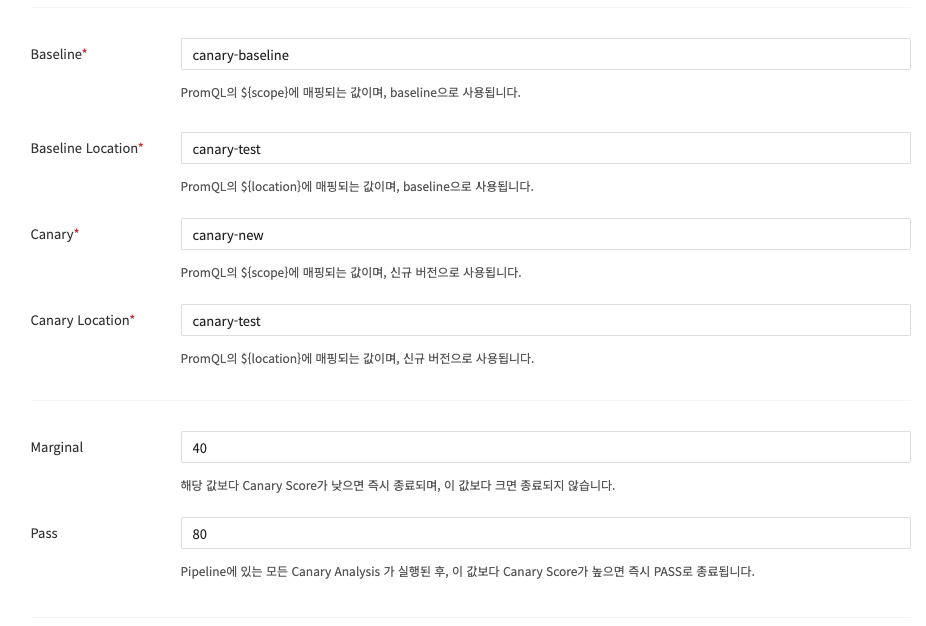 Baseline*
canary-baseline
PromQL의 ${scope}에 매핑되는 값이며, baseline으로 사용됩니다.
Baseline Location*
canary-test
PromQL의 ${location}에 매핑되는 값이며, baseline으로 사용됩니다.
Canary*
canary-new
PromQL의 ${scope}에 매핑되는 값이며, 신규 버전으로 사용됩니다.
Canary Location*
canary-test
PromQL의 ${location}에 매핑되는 값이며, 신규 버전으로 사용됩니다.
Marginal
40
해당 값보다 Canary Score가 낮으면 즉시 종료되며, 이 값보다 크면 종료되지 않습니다.
Pass
80
Pipeline에 있는 모든 Canary Analysis 가 실행된 후, 이 값보다 Canary Score가 높으면 즉시 PASS로 종료됩니다.